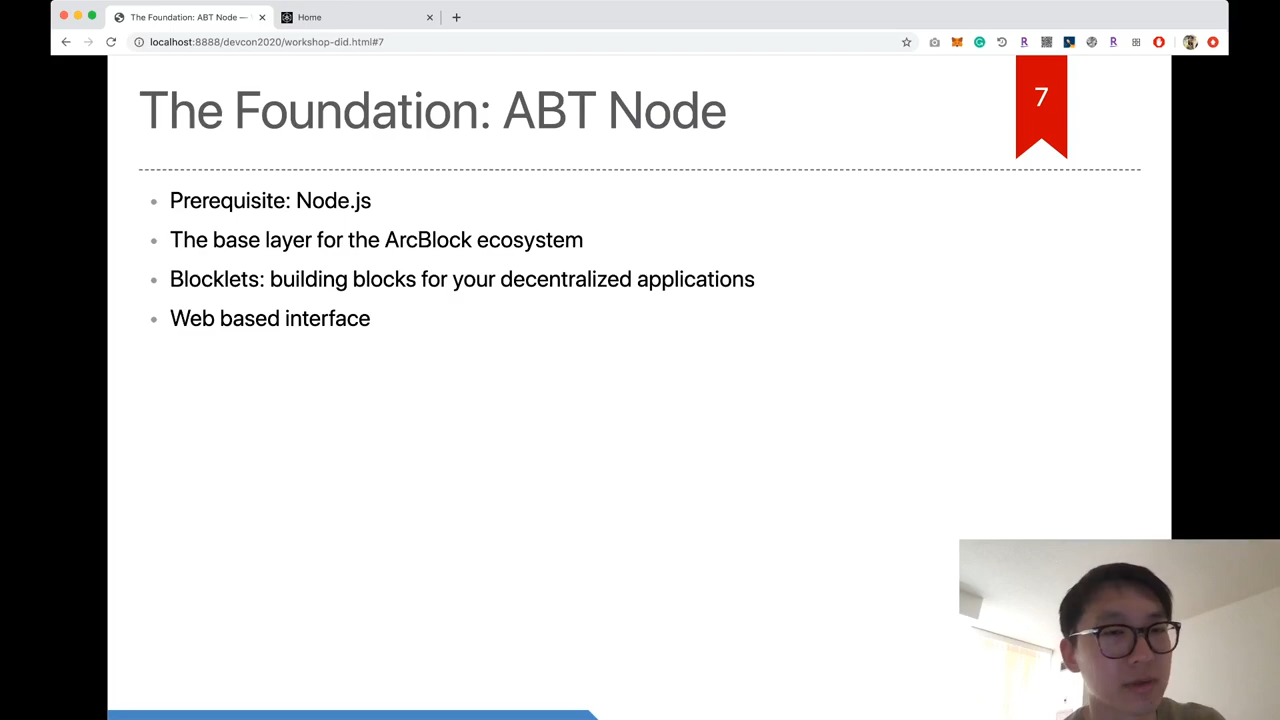 The Foundation: ABT Node —
Home
localhost:8888/devcon2020/workshop-did.html#7
The Foundation: ABT Node
7
Prerequisite: Node.js
The base layer for the ArcBlock ecosystem
Blocklets: building blocks for your decentralized applications
Web based interface